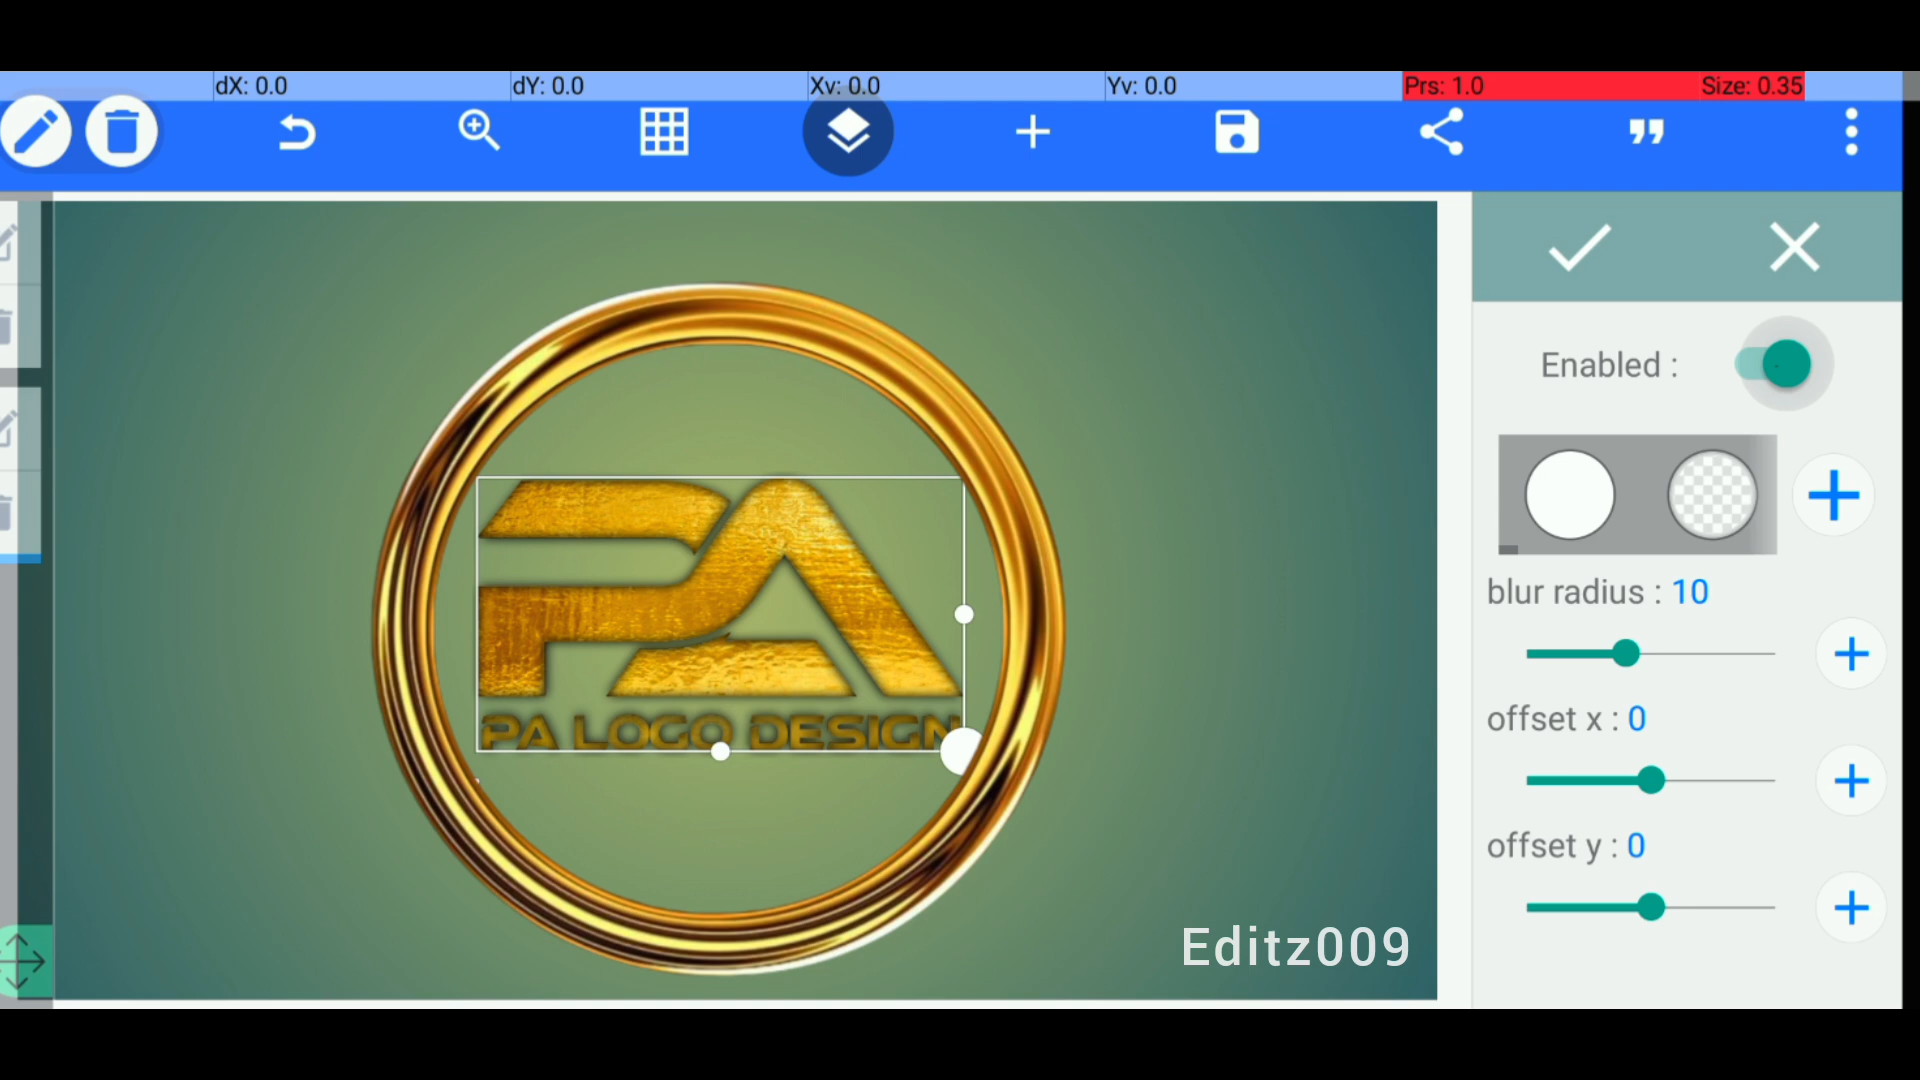 dX: 0.0
dY: 0.0
Xv: 0.0
Yv: 0.0
Prs: 1.0
Size: 0.35
Enabled :
blur radius : 10
offset x : 0
offset y : 0
PA
PA LOGO DESIGN
Editz009